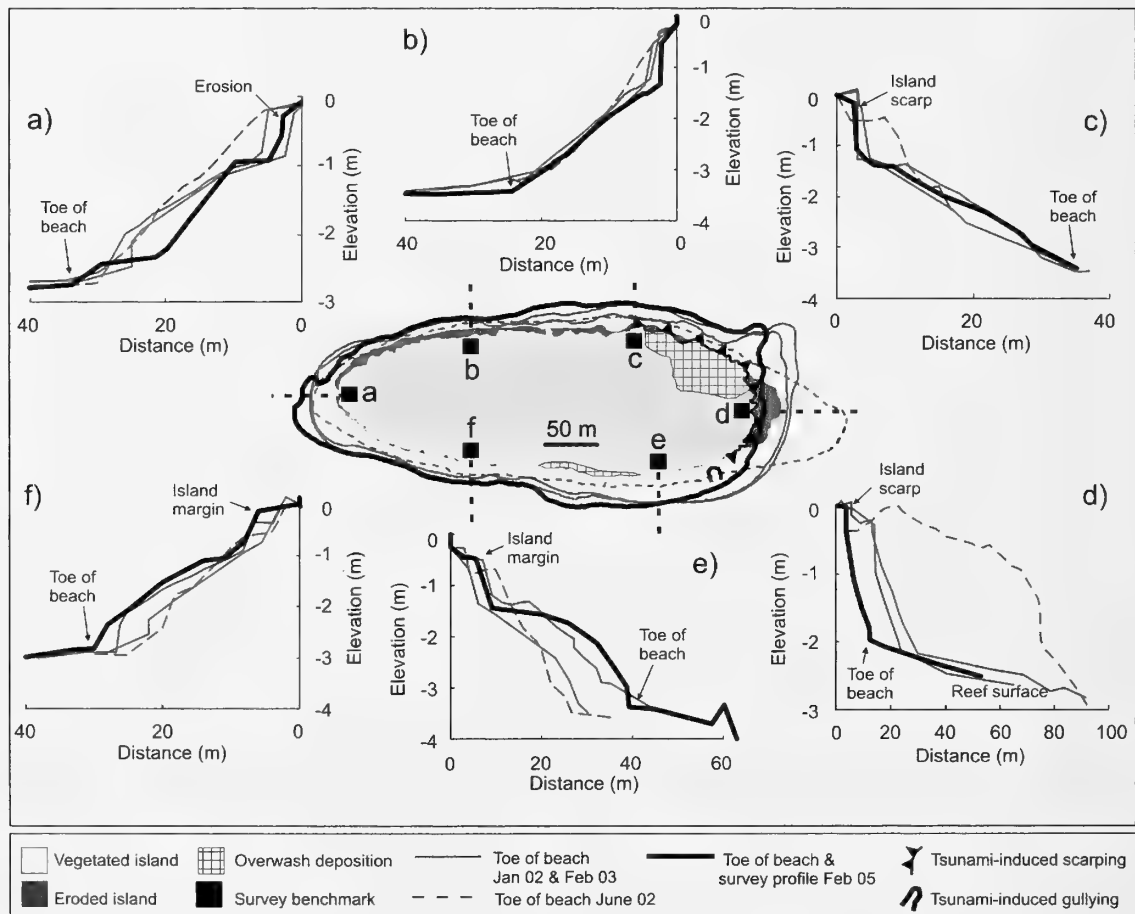 a)
Erosion
Toe of
beach
0
-1
-2
-3
Elevation (m)
40
20
0
Distance (m)
b)
Toe of
beach
0
-1
-2
-3
-4
Elevation (m)
40
20
0
Distance (m)
c)
Island
scarp
Toe of
beach
0
-1
-2
-3
-4
Elevation (m)
0
20
40
Distance (m)
a
b
c
d
e
f
50 m
f)
Island
margin
Toe of
beach
0
-1
-2
-3
-4
Elevation (m)
40
20
0
Distance (m)
e)
Island
margin
Toe of
beach
0
-1
-2
-3
-4
Elevation (m)
0
20
40
60
Distance (m)
d)
Island
scarp
Toe of
beach
Reef surface
0
-1
-2
-3
Elevation (m)
0
20
40
60
80
100
Distance (m)
Vegetated island
Eroded island
Overwash deposition
Survey benchmark
Toe of beach
Jan 02 & Feb 03
Toe of beach June 02
Toe of beach &
survey profile Feb 05
Tsunami-induced scarping
Tsunami-induced gullying